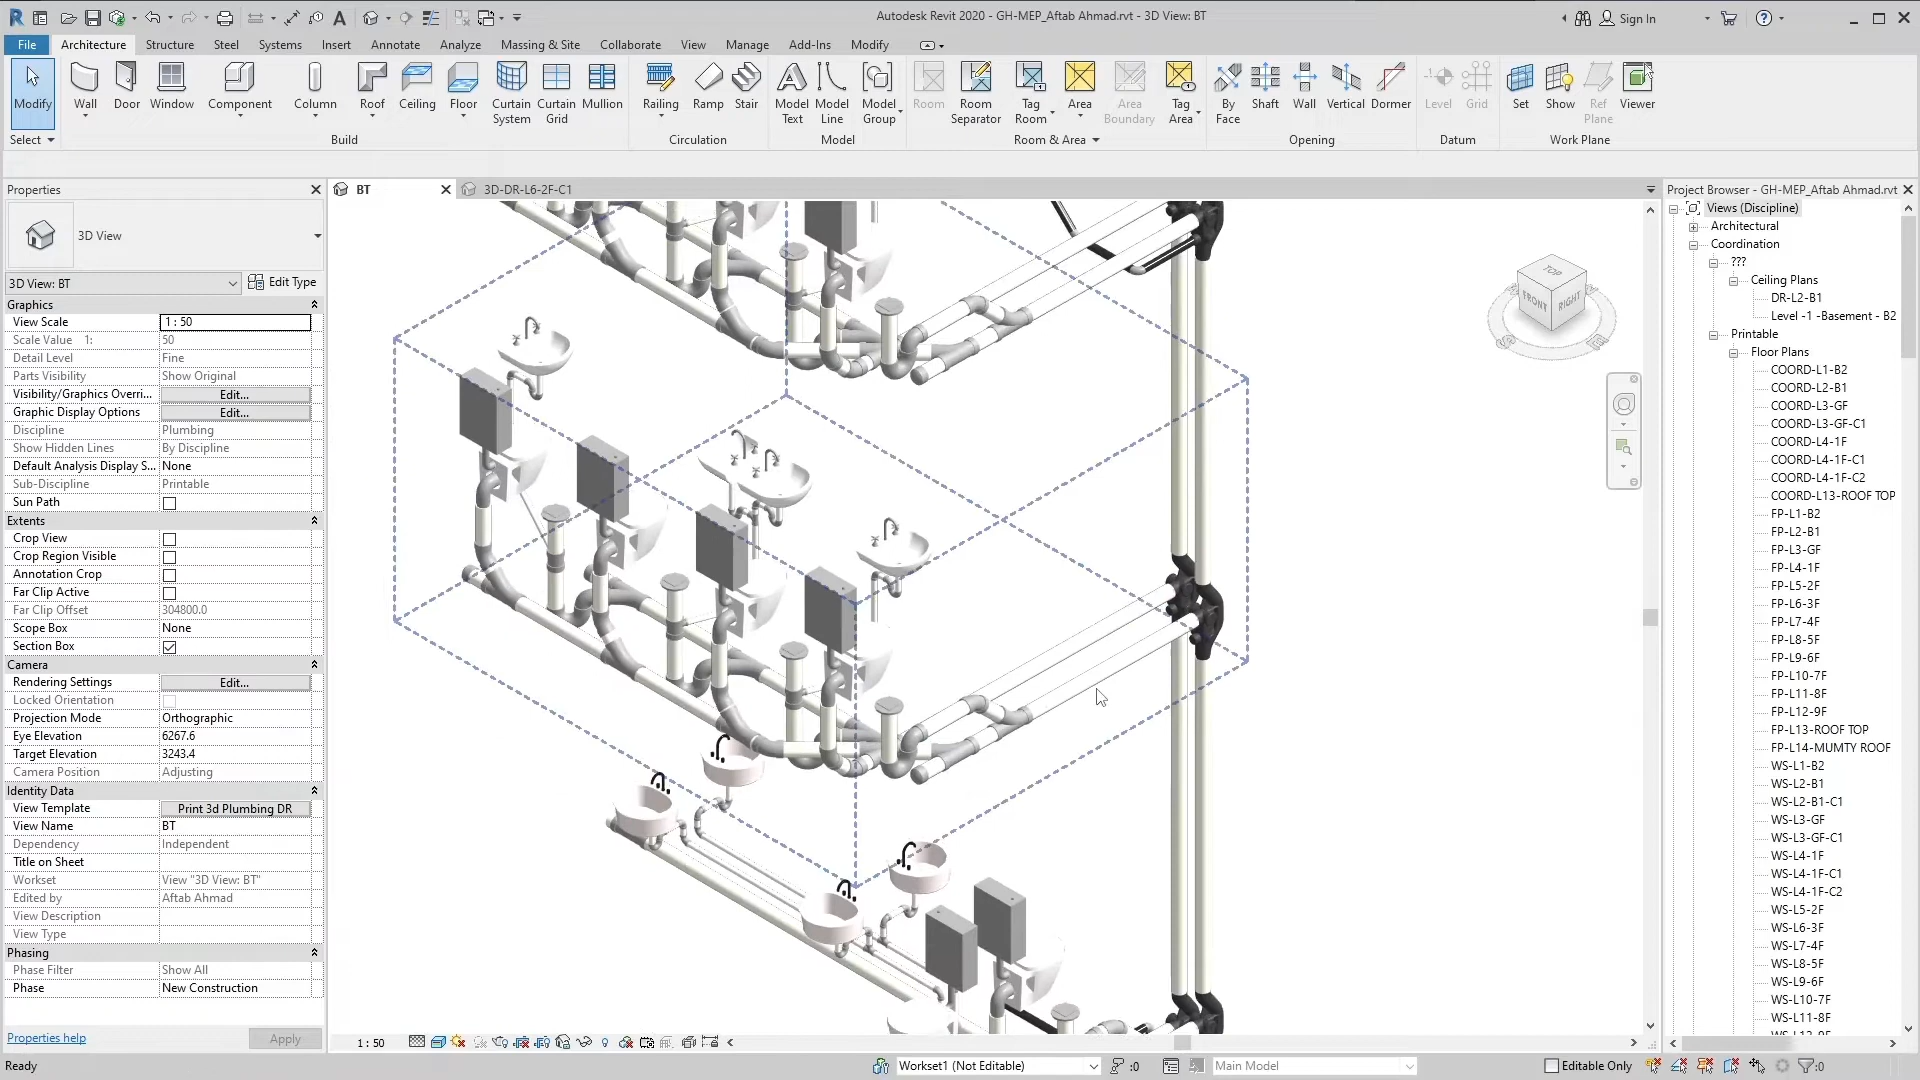 Autodesk Revit 2020 - GH-MEP_Aftab Ahmad.rvt - 3D View: BT
Sign In
File Architecture Structure Steel Systems Insert Annotate Analyze Massing & Site Collaborate View Manage Add-Ins Modify
Modify
Wall Door Window Component Column Roof Ceiling Floor Curtain System Curtain Grid Mullion
Railing Ramp Stair
Model Text Model Line Model Group
Room Room Separator Tag Room Area Area Boundary Tag Area
By Face Shaft Wall Vertical Dormer
Level Grid
Set Show Ref Plane Viewer
Select Build Circulation Model Room & Area Opening Datum Work Plane
Properties
BT
3D-DR-L6-2F-C1
Project Browser - GH-MEP_Aftab Ahmad.rvt
3D View
3D View: BT
Edit Type
Graphics
View Scale 1 : 50
Scale Value 1: 50
Detail Level Fine
Parts Visibility Show Original
Visibility/Graphics Overri... Edit...
Graphic Display Options Edit...
Discipline Plumbing
Show Hidden Lines By Discipline
Default Analysis Display S... None
Sub-Discipline Printable
Sun Path
Extents
Crop View
Crop Region Visible
Annotation Crop
Far Clip Active
Far Clip Offset 304800.0
Scope Box None
Section Box
Camera
Rendering Settings Edit...
Locked Orientation
Projection Mode Orthographic
Eye Elevation 6267.6
Target Elevation 3243.4
Camera Position Adjusting
Identity Data
View Template Print 3d Plumbing DR
View Name BT
Dependency Independent
Title on Sheet
Workset View "3D View: BT"
Edited by Aftab Ahmad
View Description
View Type
Phasing
Phase Filter Show All
Phase New Construction
Properties help
Apply
TOP
FRONT
RIGHT
S
E
Views (Discipline)
Architectural
Coordination
???
Ceiling Plans
DR-L2-B1
Level -1 -Basement - B2
Printable
Floor Plans
COORD-L1-B2
COORD-L2-B1
COORD-L3-GF
COORD-L3-GF-C1
COORD-L4-1F
COORD-L4-1F-C1
COORD-L4-1F-C2
COORD-L13-ROOF TOP
FP-L1-B2
FP-L2-B1
FP-L3-GF
FP-L4-1F
FP-L5-2F
FP-L6-3F
FP-L7-4F
FP-L8-5F
FP-L9-6F
FP-L10-7F
FP-L11-8F
FP-L12-9F
FP-L13-ROOF TOP
FP-L14-MUMTY ROOF
WS-L1-B2
WS-L2-B1
WS-L2-B1-C1
WS-L3-GF
WS-L3-GF-C1
WS-L4-1F
WS-L4-1F-C1
WS-L4-1F-C2
WS-L5-2F
WS-L6-3F
WS-L7-4F
WS-L8-5F
WS-L9-6F
WS-L10-7F
WS-L11-8F
1 : 50
Ready
Workset1 (Not Editable)
:0
Main Model
Editable Only
:0